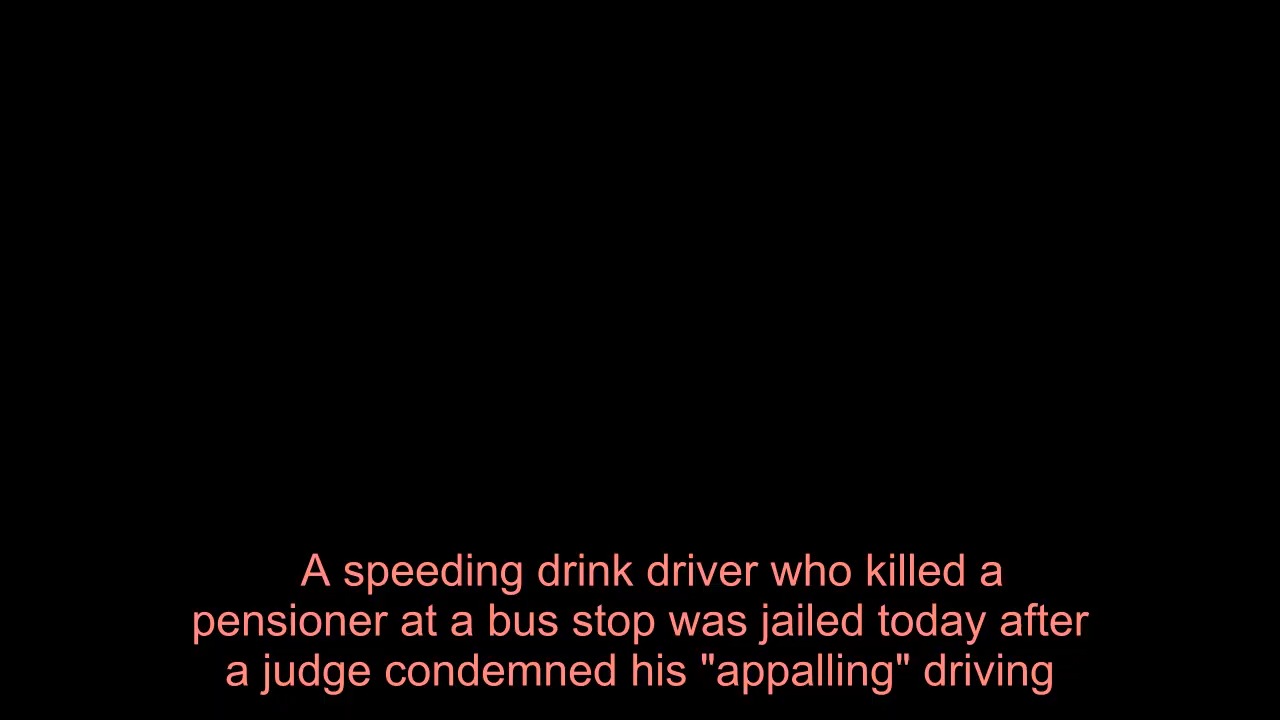 A speeding drink driver who killed a
pensioner at a bus stop was jailed today after
a judge condemned his "appalling" driving